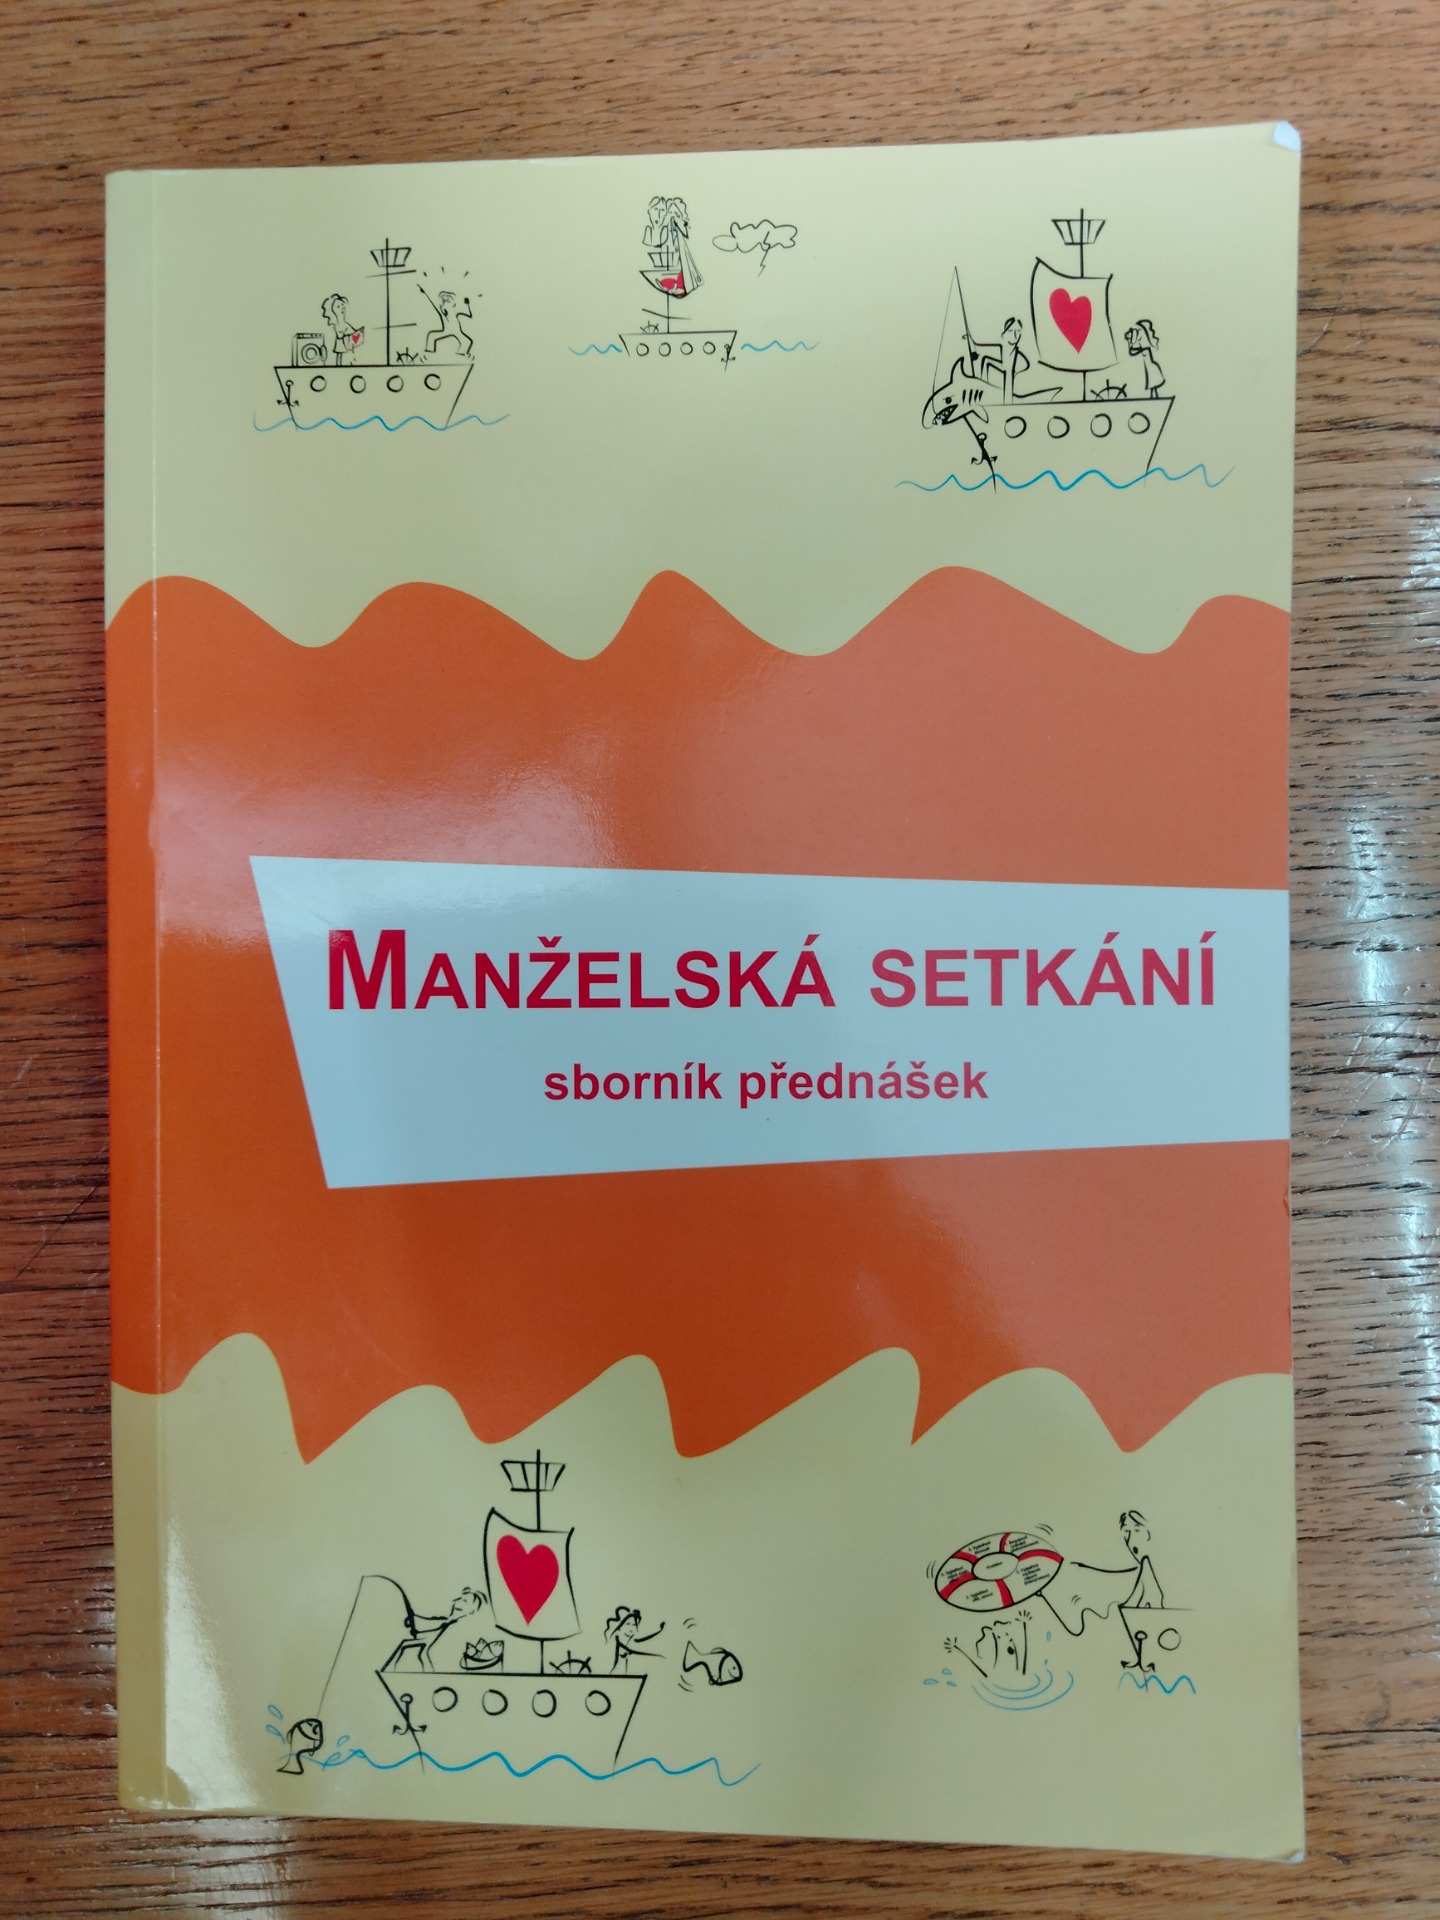 MANŽELSKÁ SETKÁNÍ
sborník přednášek